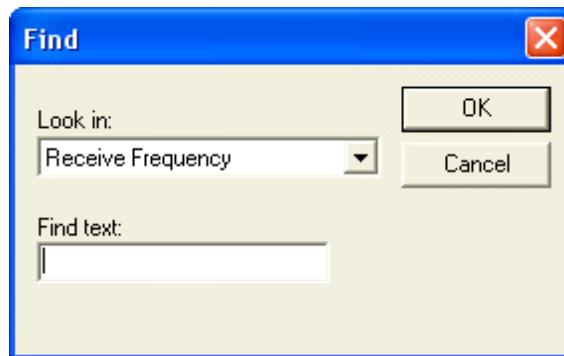 Find
Look in:
Receive Frequency
OK
Cancel
Find text: